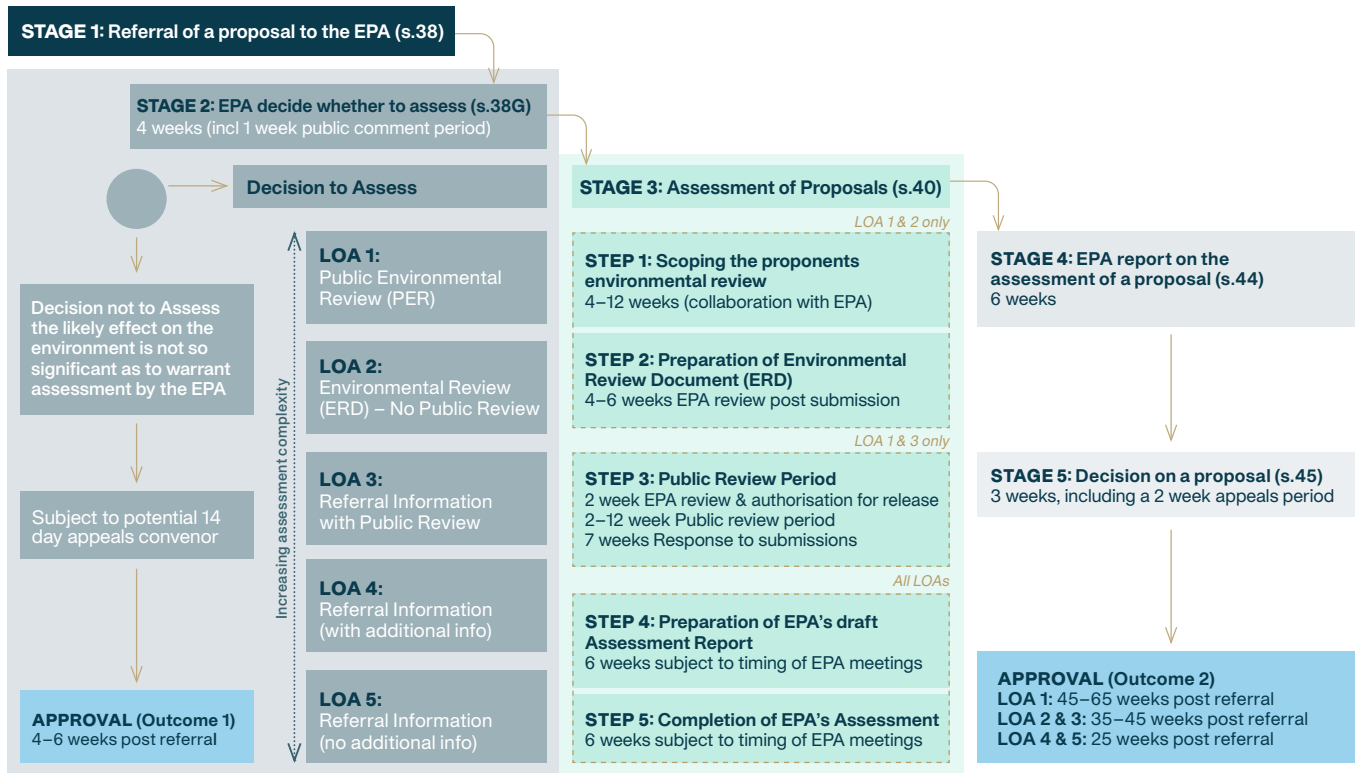 STAGE 1: Referral of a proposal to the EPA (s.38)
STAGE 2: EPA decide whether to assess (s.38G)
4 weeks (incl 1 week public comment period)
Decision to Assess
Decision not to Assess
the likely effect on the
environment is not so
significant as to warrant
assessment by the EPA
Subject to potential 14
day appeals convenor
APPROVAL (Outcome 1)
4–6 weeks post referral
Increasing assessment complexity
LOA 1:
Public Environmental
Review (PER)
LOA 2:
Environmental Review
(ERD) – No Public Review
LOA 3:
Referral Information
with Public Review
LOA 4:
Referral Information
(with additional info)
LOA 5:
Referral Information
(no additional info)
STAGE 3: Assessment of Proposals (s.40)
LOA 1 & 2 only
STEP 1: Scoping the proponents
environmental review
4–12 weeks (collaboration with EPA)
STEP 2: Preparation of Environmental
Review Document (ERD)
4–6 weeks EPA review post submission
LOA 1 & 3 only
STEP 3: Public Review Period
2 week EPA review & authorisation for release
2–12 week Public review period
7 weeks Response to submissions
All LOAs
STEP 4: Preparation of EPA's draft
Assessment Report
6 weeks subject to timing of EPA meetings
STEP 5: Completion of EPA's Assessment
6 weeks subject to timing of EPA meetings
STAGE 4: EPA report on the
assessment of a proposal (s.44)
6 weeks
STAGE 5: Decision on a proposal (s.45)
3 weeks, including a 2 week appeals period
APPROVAL (Outcome 2)
LOA 1: 45–65 weeks post referral
LOA 2 & 3: 35–45 weeks post referral
LOA 4 & 5: 25 weeks post referral